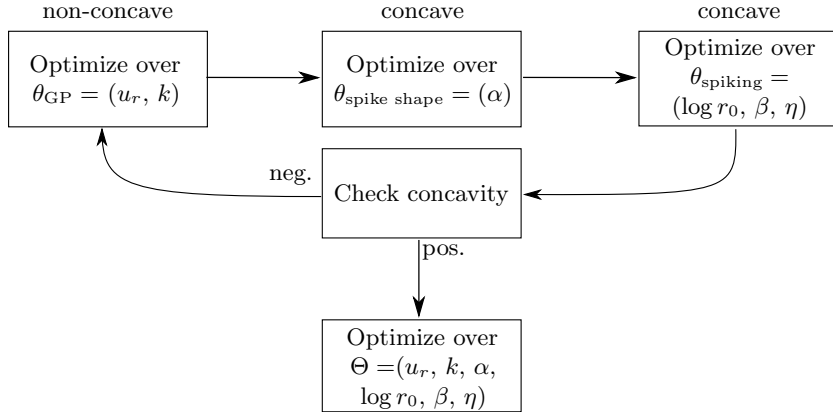 non-concave
concave
concave
Optimize over
θ_GP = (u_r, k)
Optimize over
θ_spike shape = (α)
Optimize over
θ_spiking =
(log r_0, β, η)
neg.
Check concavity
pos.
Optimize over
Θ =(u_r, k, α,
log r_0, β, η)